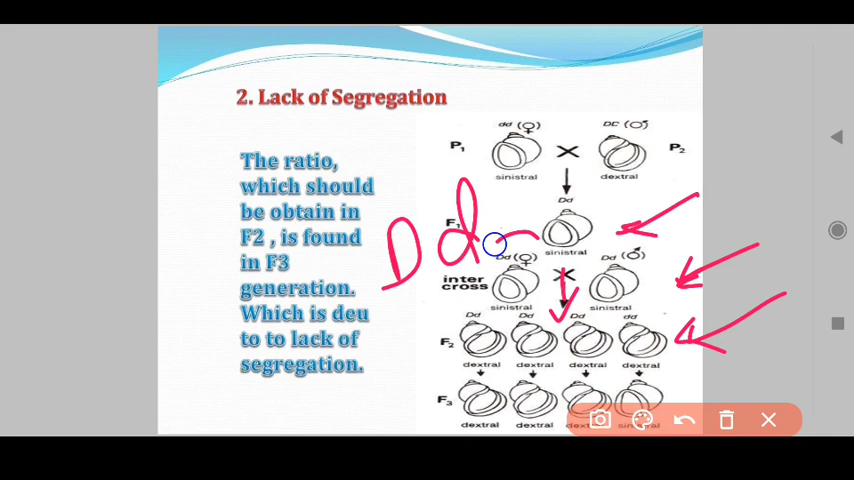 2. Lack of Segregation
The ratio,
which should
be obtain in
F2 , is found
in F3
generation.
Which is deu
to to lack of
segregation.
dd (♀) DC (♂)
P1 X P2
sinistral dextral
Dd
F1
Dd
sinistral
Dd (♀) X Dd (♂)
inter
cross
sinistral sinistral
Dd Dd Dd dd
F2
dextral dextral dextral dextral
F3
dextral dextral dextral